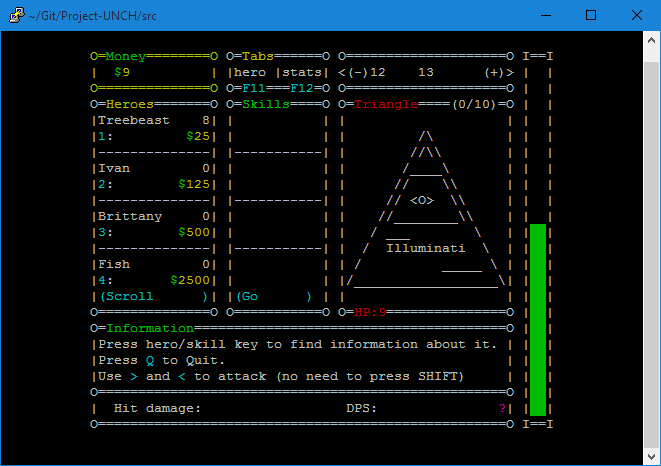 ~/Git/Project-UNCH/src
O=Money=========O O=Tabs======O O=====================O I==I
| $9 | |hero |stats| <(-)12 13 (+)> | |
O===============O O=F11===F12=O O=====================O | |
O=Heroes========O O=Skills====O O=Triangle====(0/10)=O | |
|Treebeast 8| | | | | | |
1: $25| | | | /\ | | |
|--------------| |-----------| | //\\ | | |
|Ivan 0| | | | /____\ | | |
2: $125| | | | // \\ | | |
|--------------| |-----------| | // <O> \\ | | |
|Brittany 0| | | | //________\\ | | |
3: $500| | | | / ___ \ | | |
|--------------| |-----------| | / Illuminati \ | | |
|Fish 0| | | | / _____ \ | | |
4: $2500| | | |/__________________\| | |
|(Scroll )| |(Go ) | | | | |
O==============O O===========O O=HP:9===============O | |
O=Information=======================================O | |
|Press hero/skill key to find information about it. | | |
|Press Q to Quit. | | |
|Use > and < to attack (no need to press SHIFT) | | |
O===================================================O | |
| Hit damage: DPS: ?| | |
O===================================================O I==I